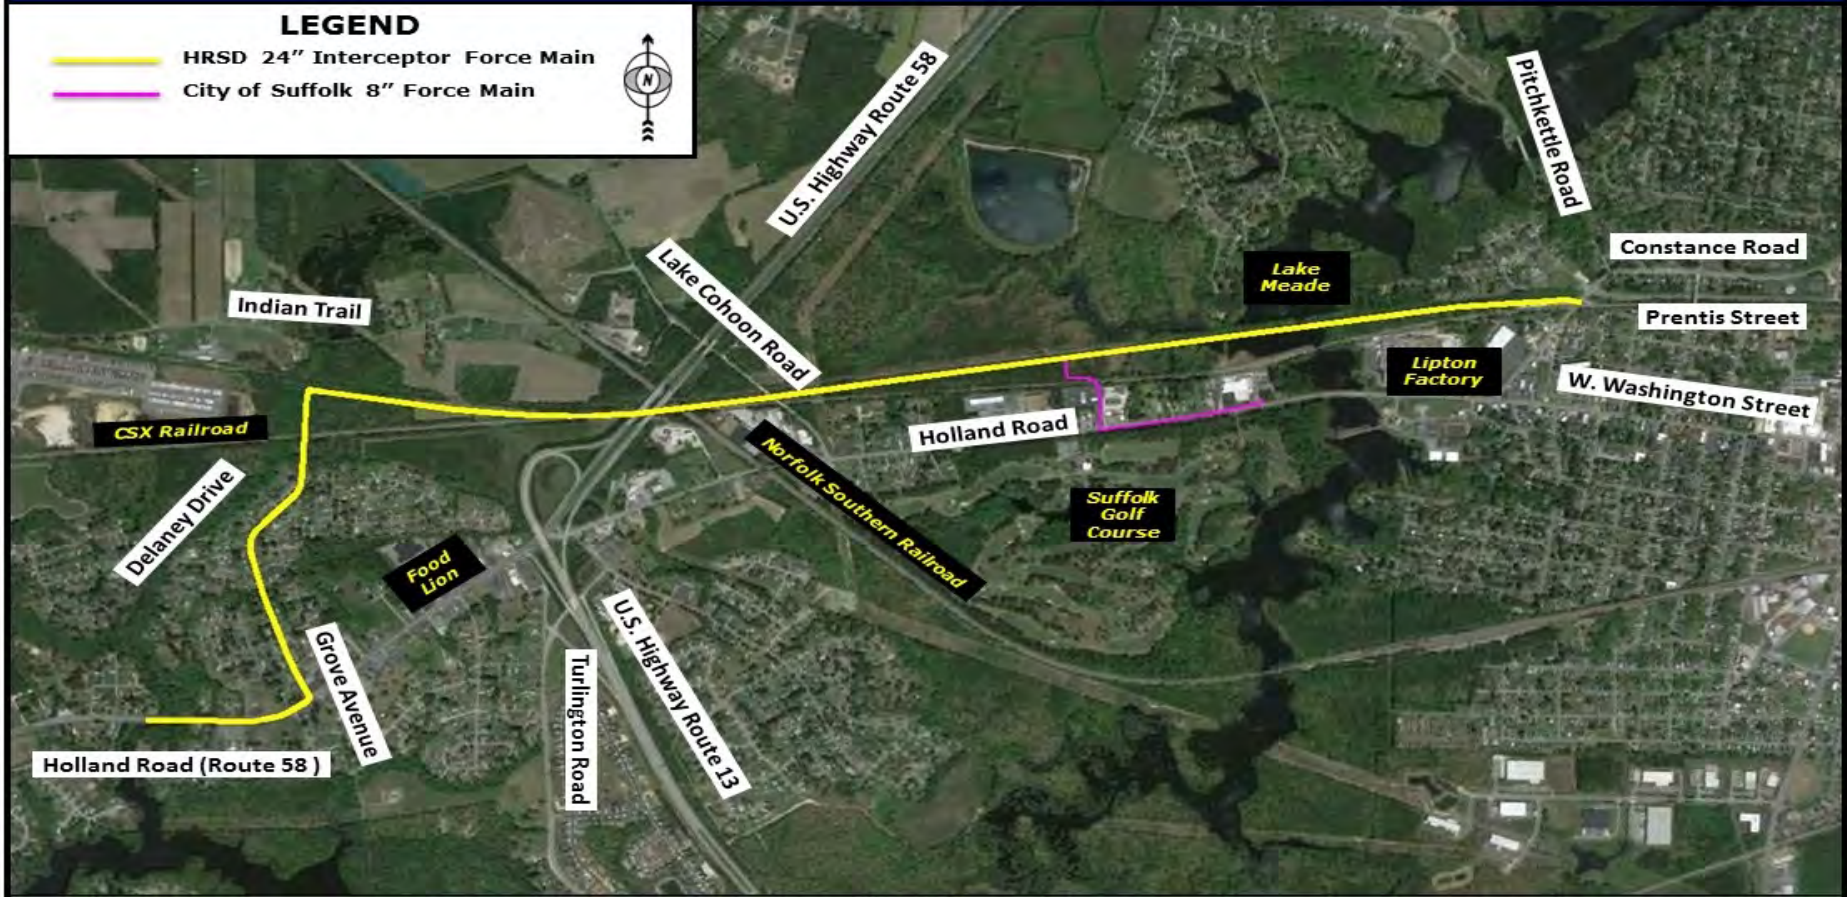 LEGEND
HRSD 24" Interceptor Force Main
City of Suffolk 8" Force Main
N
U.S. Highway Route 58
Pitchkettle Road
Constance Road
Lake Cohoon Road
Lake
Meade
Indian Trail
Prentis Street
Lipton
Factory
W. Washington Street
CSX Railroad
Holland Road
Norfolk Southern Railroad
Suffolk
Golf
Course
Delaney Drive
Food
Lion
Grove Avenue
Turlington Road
U.S. Highway Route 13
Holland Road (Route 58 )